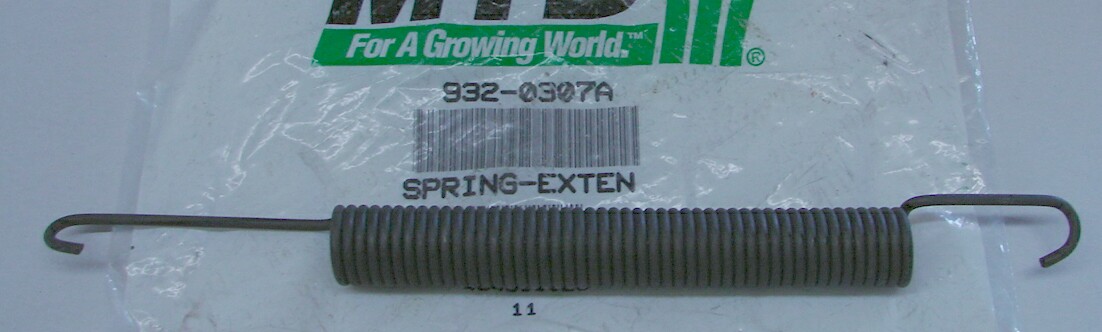 MTD
For A Growing World.™
®
932-0307A
SPRING-EXTEN
11